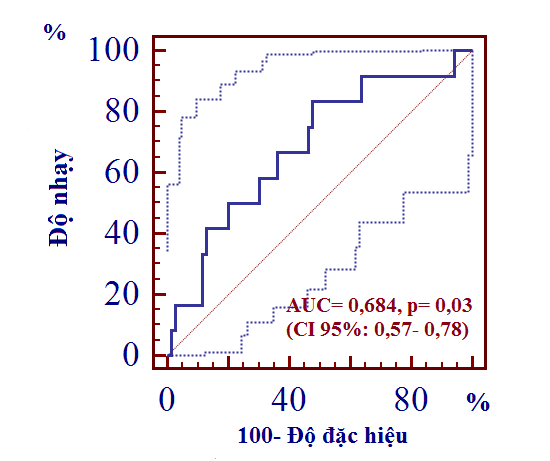 %
100
80
60
40
20
0
Độ nhạy
AUC= 0,684, p= 0,03
(CI 95%: 0,57- 0,78)
0 40 80 %
100- Độ đặc hiệu